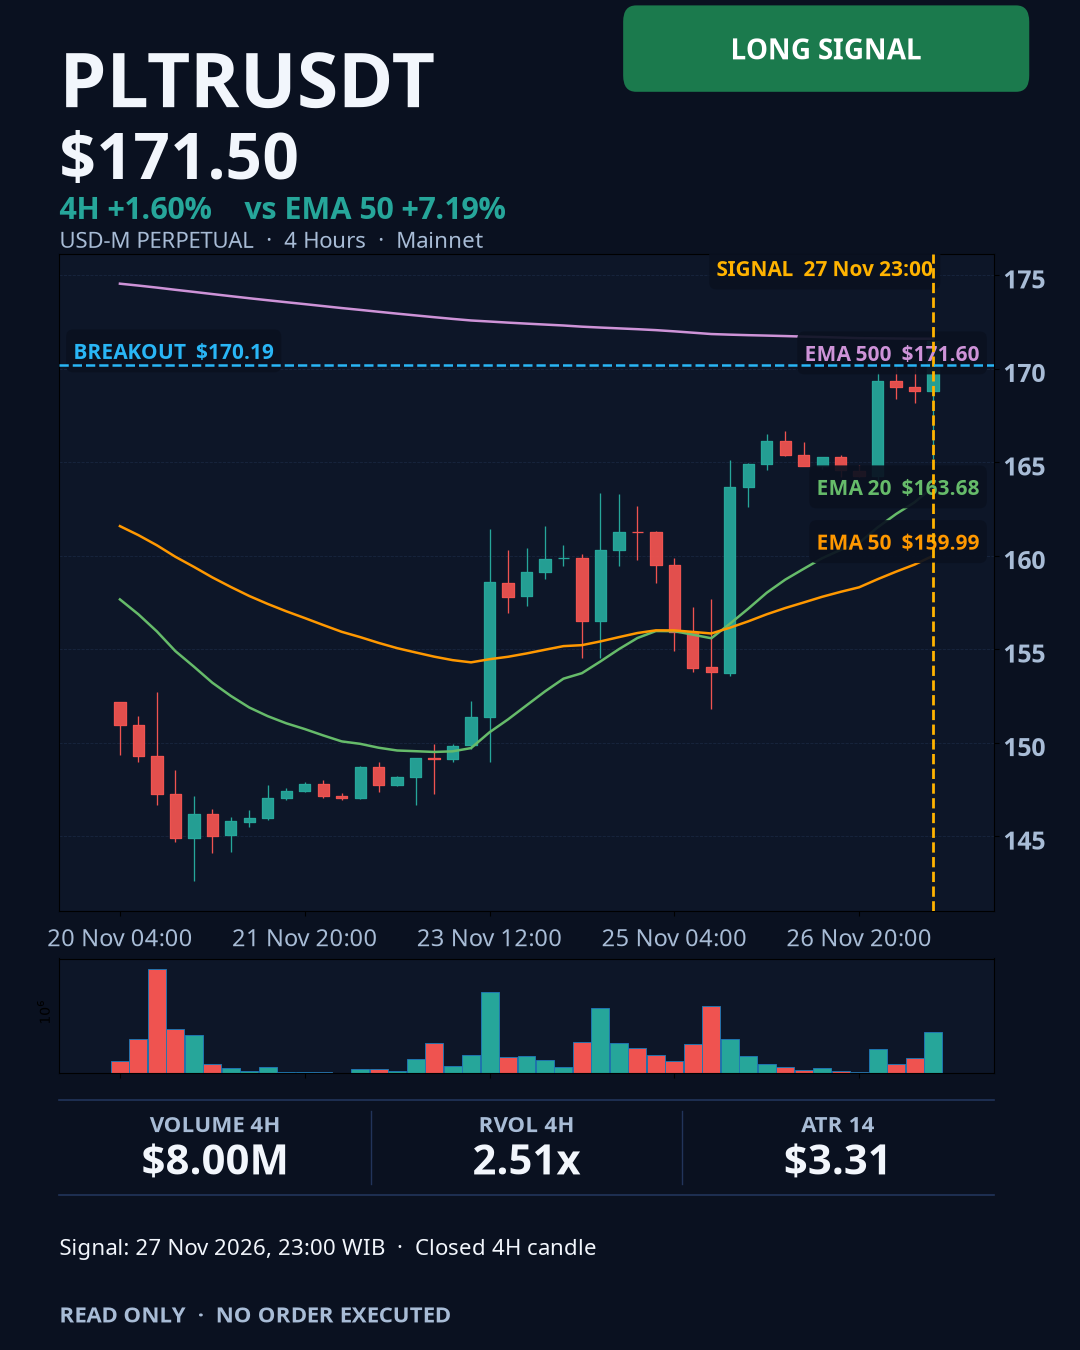 LONG SIGNAL
PLTRUSDT
$171.50
4H +1.60% vs EMA 50 +7.19%
USD-M PERPETUAL · 4 Hours · Mainnet
SIGNAL 27 Nov 23:00
175
BREAKOUT $170.19
EMA 500 $171.60
170
165
EMA 20 $163.68
EMA 50 $159.99
160
155
150
145
20 Nov 04:00 21 Nov 20:00 23 Nov 12:00 25 Nov 04:00 26 Nov 20:00
10⁶
VOLUME 4H RVOL 4H ATR 14
$8.00M 2.51x $3.31
Signal: 27 Nov 2026, 23:00 WIB · Closed 4H candle
READ ONLY · NO ORDER EXECUTED